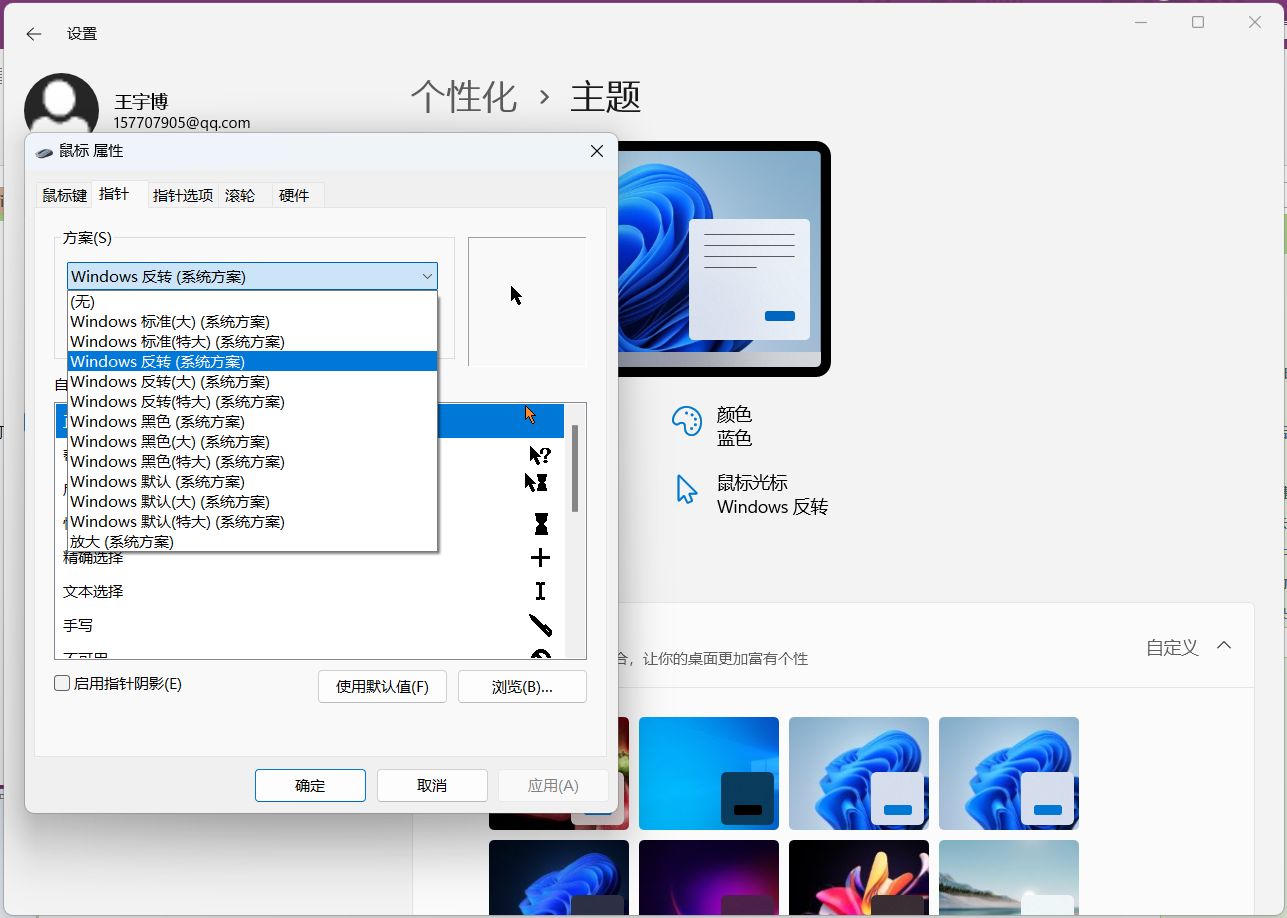 设置
王宇博
157707905@qq.com
个性化 › 主题
鼠标 属性
鼠标键
指针
指针选项
滚轮
硬件
方案(S)
Windows 反转 (系统方案)
(无)
Windows 标准(大) (系统方案)
Windows 标准(特大) (系统方案)
Windows 反转 (系统方案)
Windows 反转(大) (系统方案)
Windows 反转(特大) (系统方案)
Windows 黑色 (系统方案)
Windows 黑色(大) (系统方案)
Windows 黑色(特大) (系统方案)
Windows 默认 (系统方案)
Windows 默认(大) (系统方案)
Windows 默认(特大) (系统方案)
放大 (系统方案)
自
精确选择
文本选择
手写
不可用
启用指针阴影(E)
使用默认值(F)
浏览(B)...
确定
取消
应用(A)
颜色
蓝色
鼠标光标
Windows 反转
合，让你的桌面更加富有个性
自定义